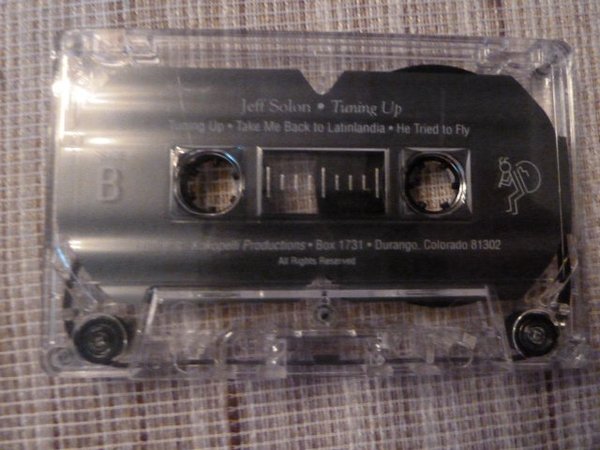 Jeff Solon • Tuning Up
Tuning Up • Take Me Back to Latinlandia • He Tried to Fly
B
Productions • Box 1731 • Durango, Colorado 81302
All Rights Reserved